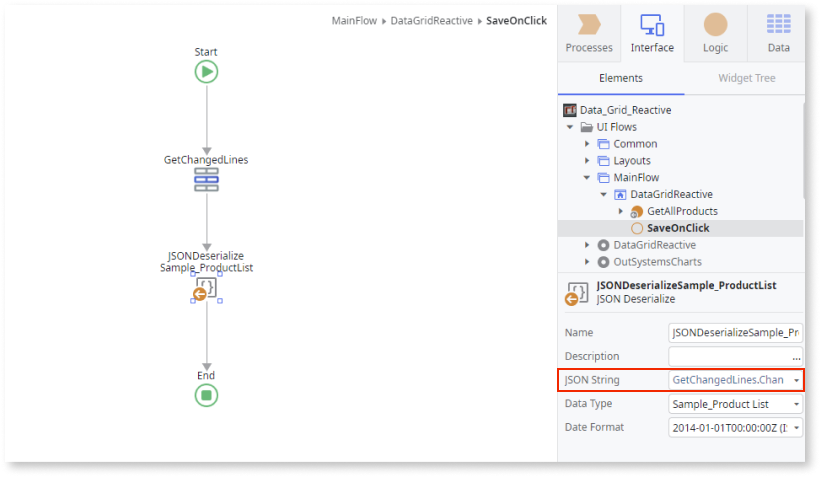 MainFlow ▸ DataGridReactive ▸ SaveOnClick
Start
GetChangedLines
JSONDeserialize
Sample_ProductList
End
Processes
Interface
Logic
Data
Elements
Widget Tree
Data_Grid_Reactive
UI Flows
Common
Layouts
MainFlow
DataGridReactive
GetAllProducts
SaveOnClick
DataGridReactive
OutSystemsCharts
JSONDeserializeSample_ProductList
JSON Deserialize
Name JSONDeserializeSample_Pr
Description ...
JSON String GetChangedLines.Chan
Data Type Sample_Product List
Date Format 2014-01-01T00:00:00Z (I